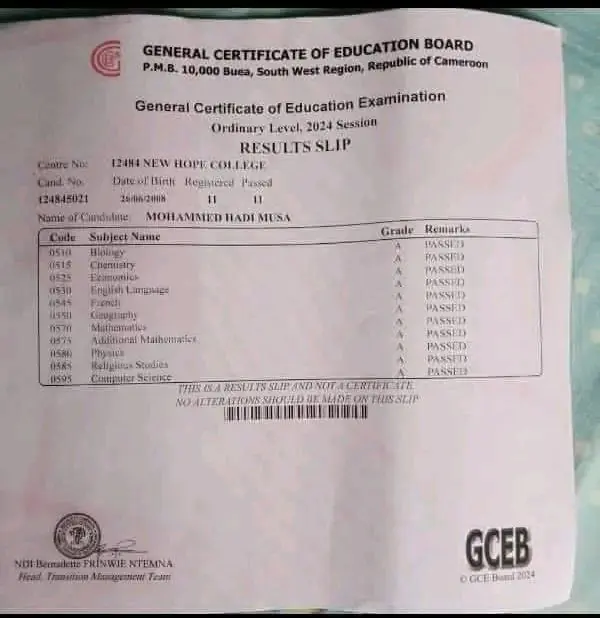 GENERAL CERTIFICATE OF EDUCATION BOARD
P.M.B. 10,000 Buea, South West Region, Republic of Cameroon
General Certificate of Education Examination
Ordinary Level, 2024 Session
RESULTS SLIP
Centre No: 12484 NEW HOPE COLLEGE
Cand. No. Date of Birth Registered Passed
124845021 26/06/2008 11 11
Name of Candidate: MOHAMMED HADI MUSA
Code Subject Name Grade Remarks
0510 Biology A PASSED
0515 Chemistry A PASSED
0525 Economics A PASSED
0530 English Language A PASSED
0545 French A PASSED
0550 Geography A PASSED
0570 Mathematics A PASSED
0575 Additional Mathematics A PASSED
0580 Physics A PASSED
0585 Religious Studies A PASSED
0595 Computer Science A PASSED
THIS IS A RESULTS SLIP AND NOT A CERTIFICATE
NO ALTERATIONS SHOULD BE MADE ON THIS SLIP
NDI Bernadette FRINWIE NTEMNA
Head, Transition Management Team
GCEB
© GCE Board 2024